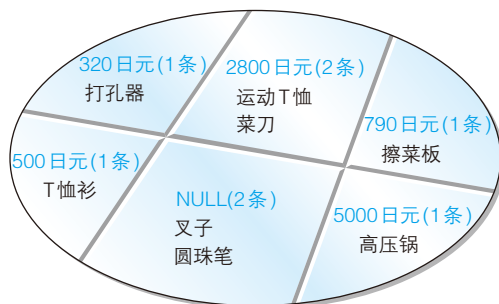 320日元(1条)
打孔器
2800日元(2条)
运动T恤
菜刀
790日元(1条)
擦菜板
500日元(1条)
T恤衫
NULL(2条)
叉子
圆珠笔
5000日元(1条)
高压锅